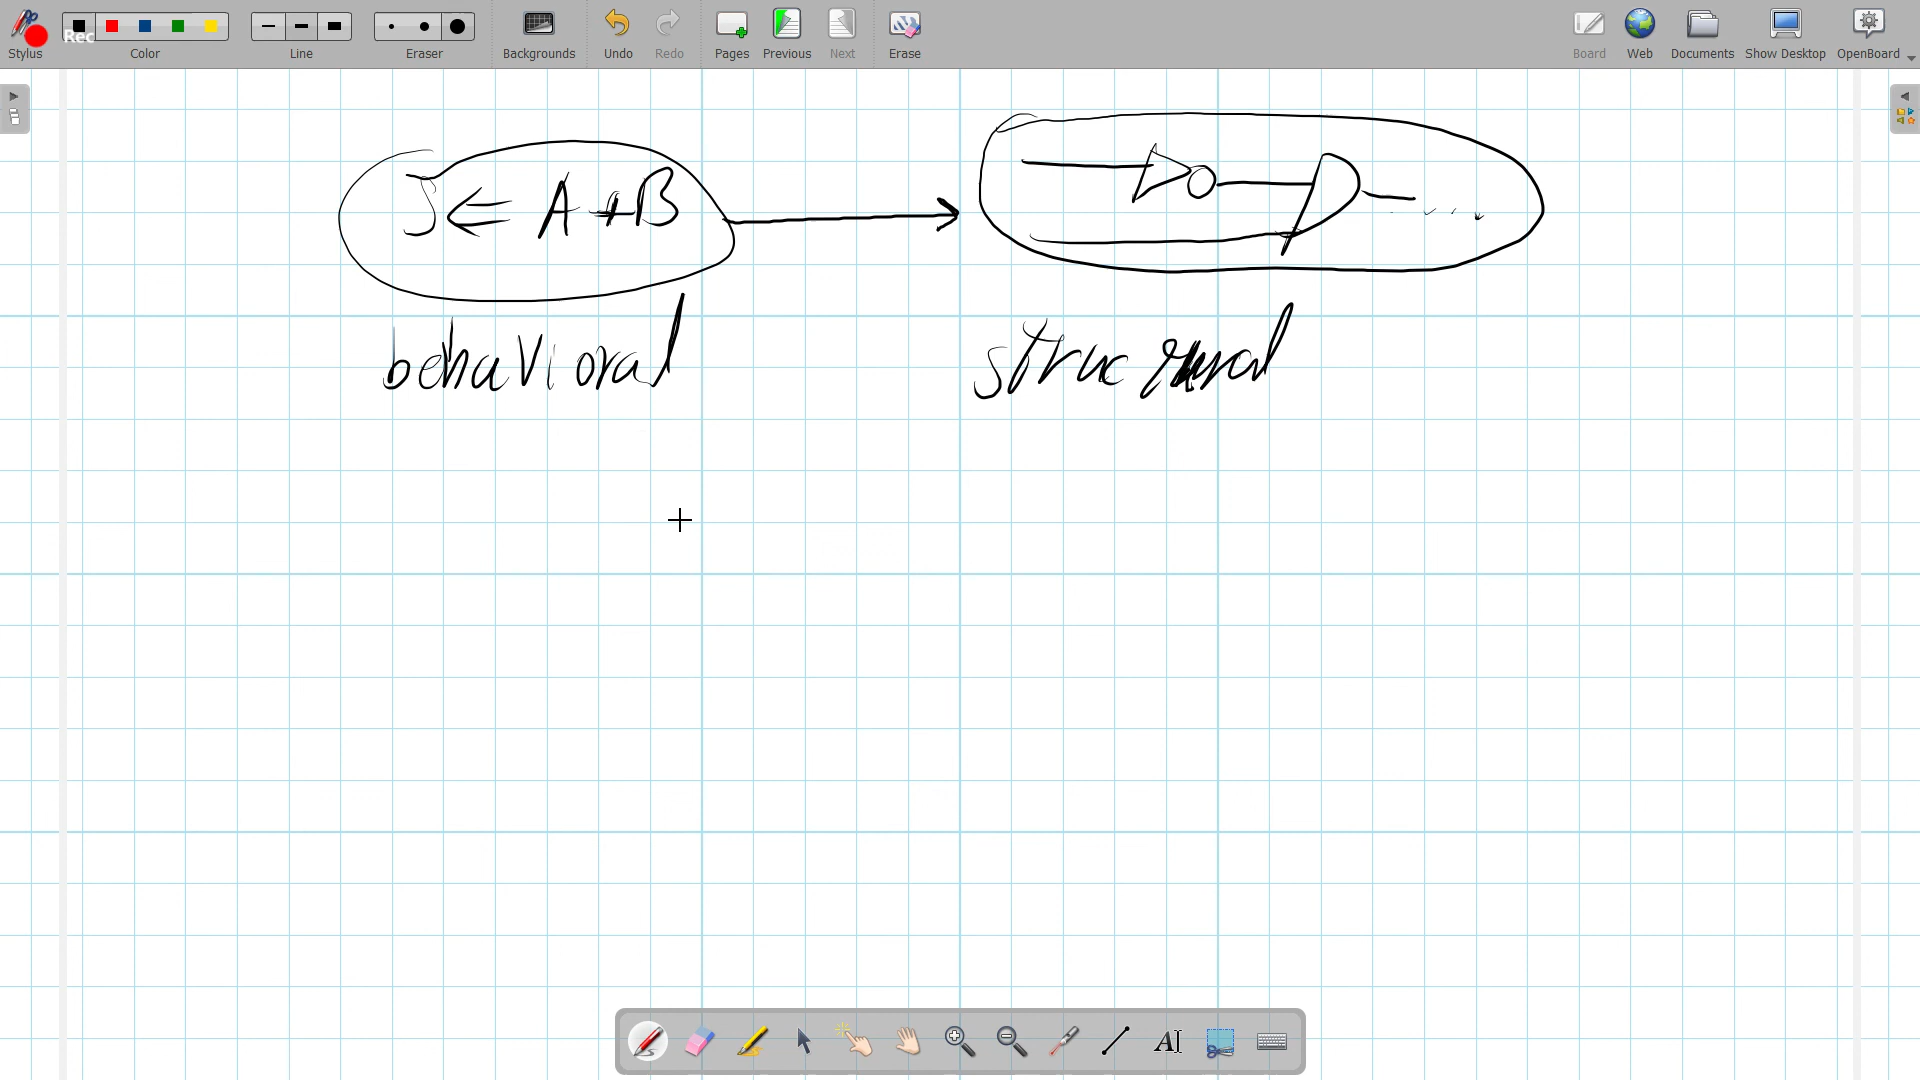 Stylus
Rec
Color
Line
Eraser
Backgrounds
Undo
Redo
Pages
Previous
Next
Erase
Board
Web
Documents
Show Desktop
OpenBoard
⇐ A + B
behavioral
structural